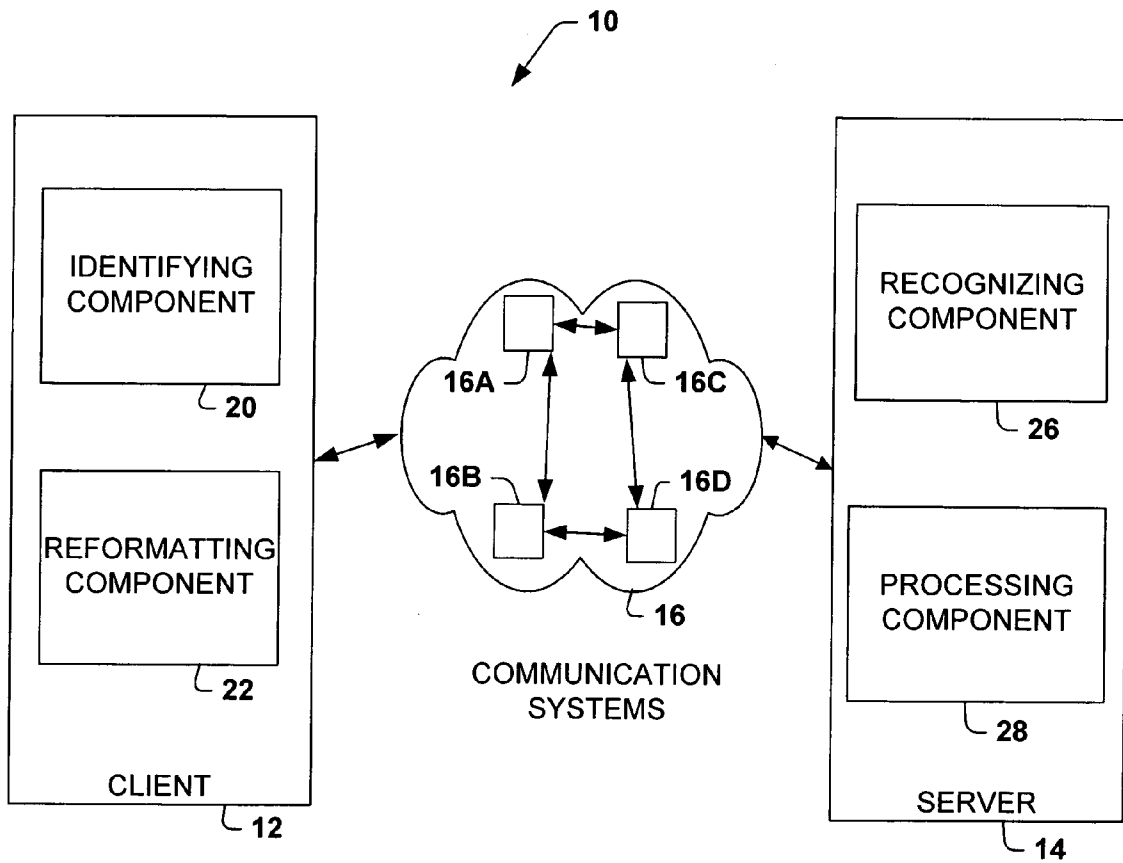 10
IDENTIFYING
COMPONENT
20
REFORMATTING
COMPONENT
22
CLIENT
12
16A
16C
16B
16D
16
COMMUNICATION
SYSTEMS
RECOGNIZING
COMPONENT
26
PROCESSING
COMPONENT
28
SERVER
14